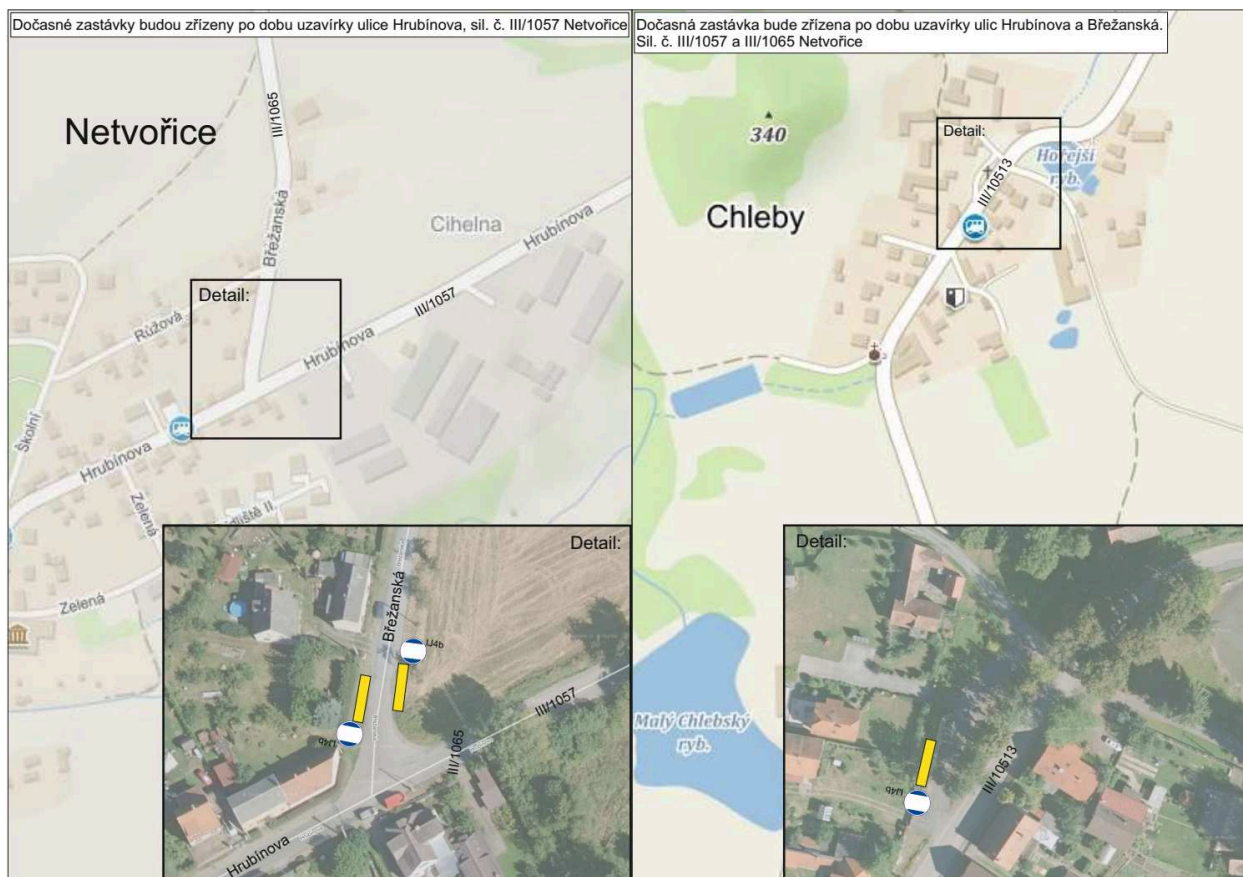 Dočasné zastávky budou zřízeny po dobu uzavírky ulice Hrubínova, sil. č. III/1057 Netvořice
III/1065
Netvořice
Břežanská
Cihelna
Hrubínova
Detail:
III/1057
Růžová
Hrubínova
Školní
Hrubínova
Zelená
Zelená
Detail:
Břežanská
IJ4b
IJ4b
III/1057
III/1065
Hrubínova
Dočasná zastávka bude zřízena po dobu uzavírky ulic Hrubínova a Břežanská.
Sil. č. III/1057 a III/1065 Netvořice
340
Detail:
Hořejší
ryb.
III/10513
Chleby
Malý Chlebský
ryb.
Detail:
III/10513
IJ4b